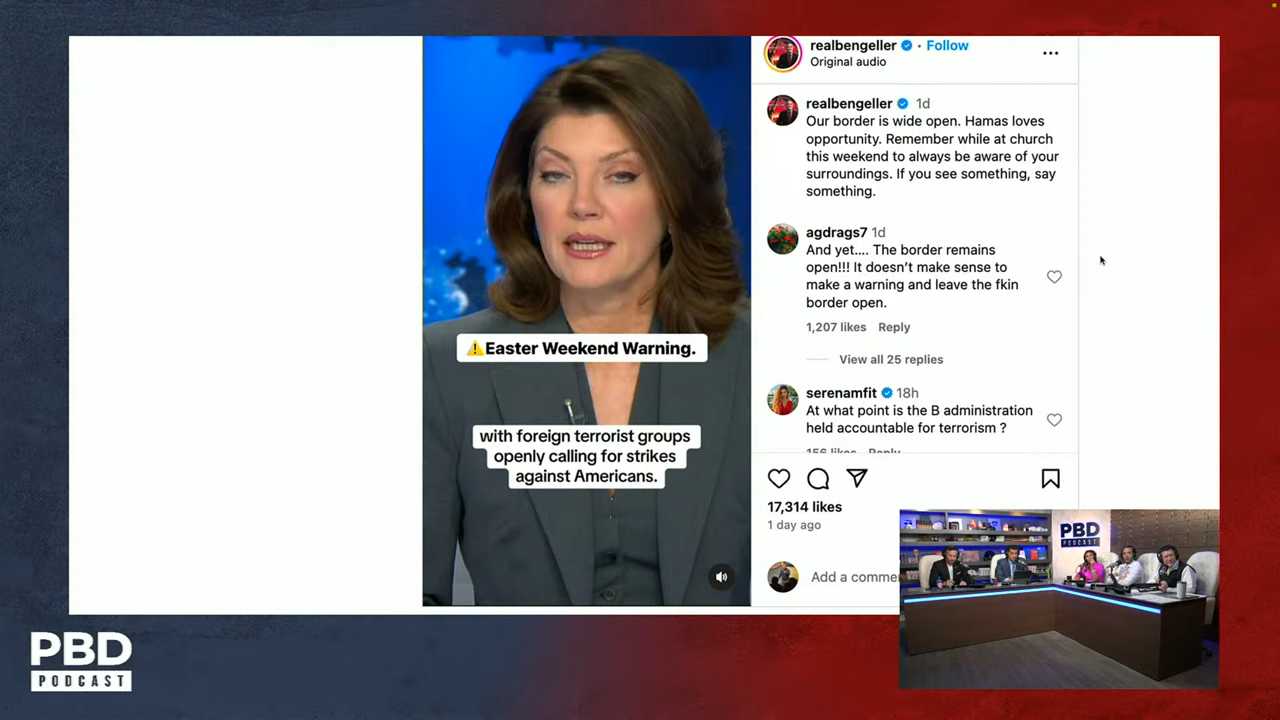 realbengeller • Follow
Original audio
realbengeller 1d
Our border is wide open. Hamas loves
opportunity. Remember while at church
this weekend to always be aware of your
surroundings. If you see something, say
something.
agdrags7 1d
And yet.... The border remains
open!!! It doesn't make sense to
make a warning and leave the fkin
border open.
1,207 likes Reply
View all 25 replies
serenamfit 18h
At what point is the B administration
held accountable for terrorism ?
156 likes Reply
17,314 likes
1 day ago
Add a comme
⚠️Easter Weekend Warning.
with foreign terrorist groups
openly calling for strikes
against Americans.
PBD
PODCAST
PBD
PODCAST